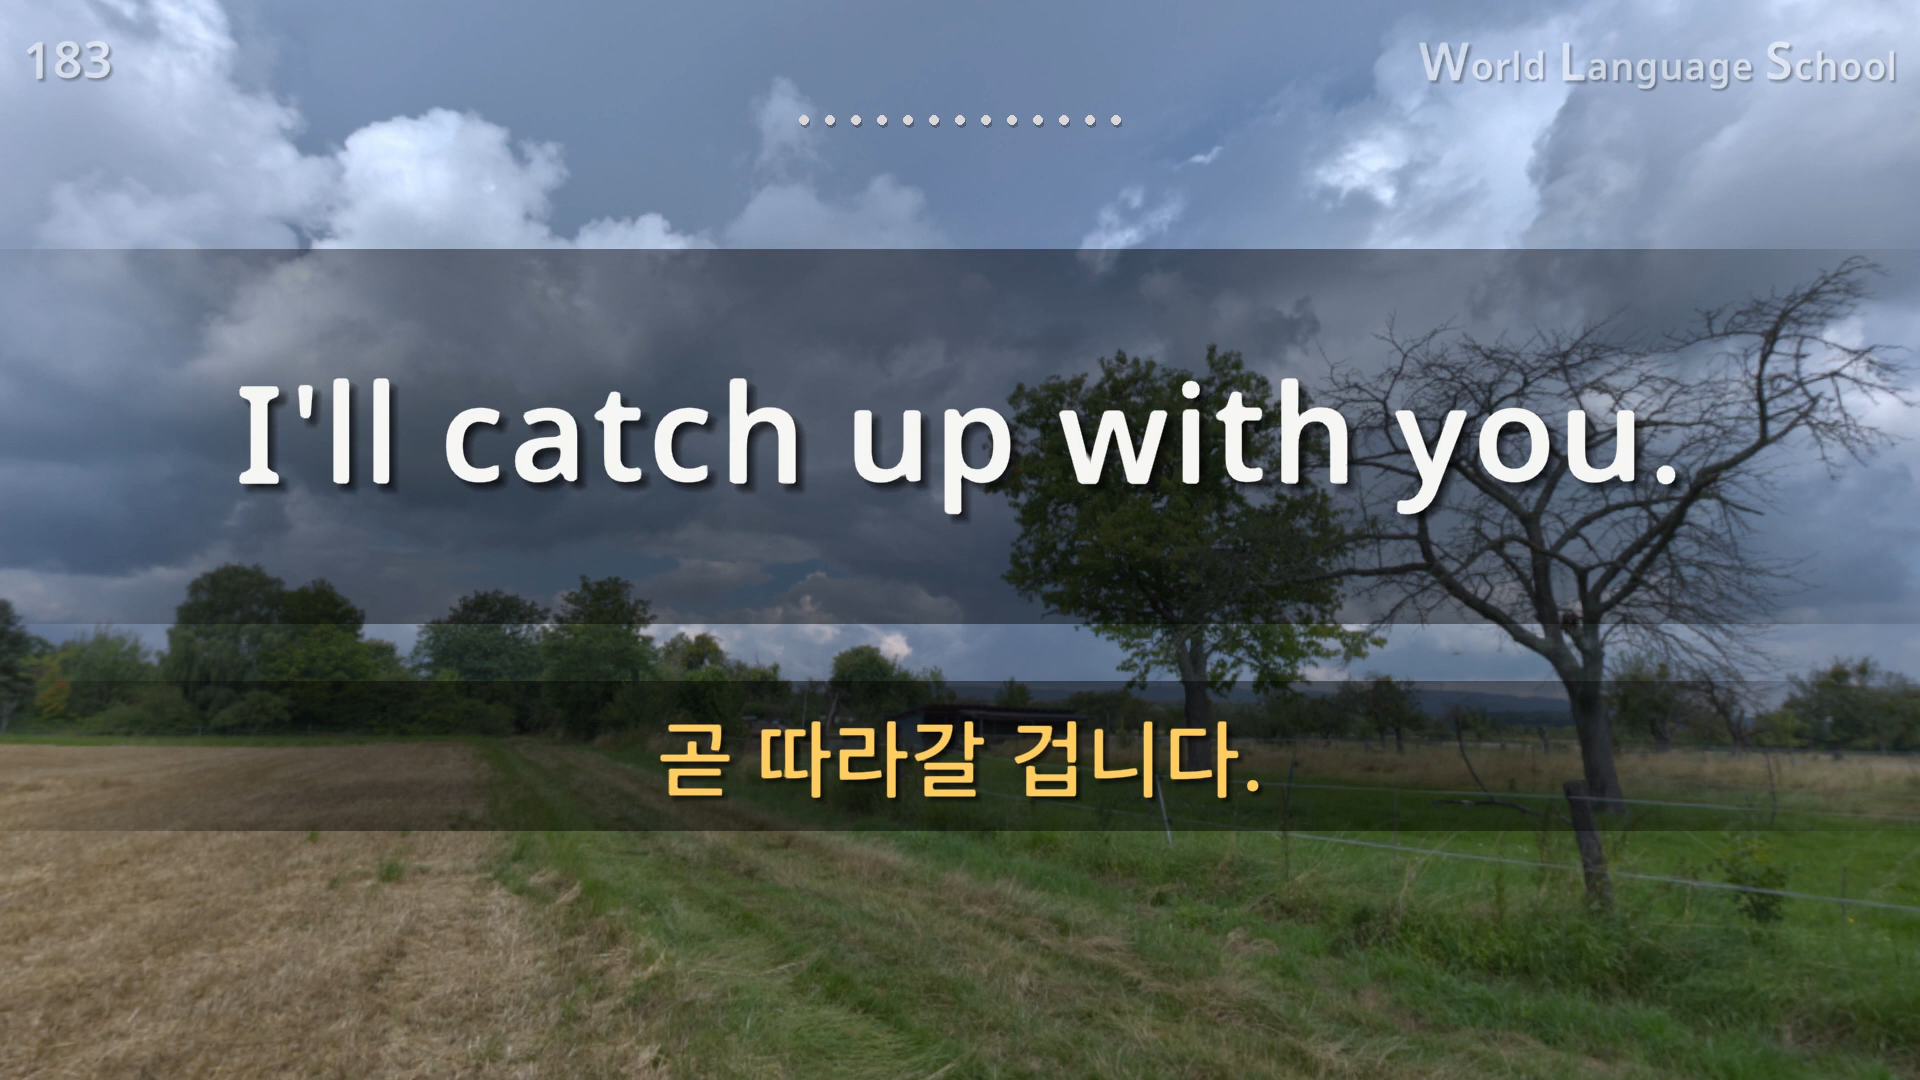 183
World Language School
I'll catch up with you.
곧 따라갈 겁니다.